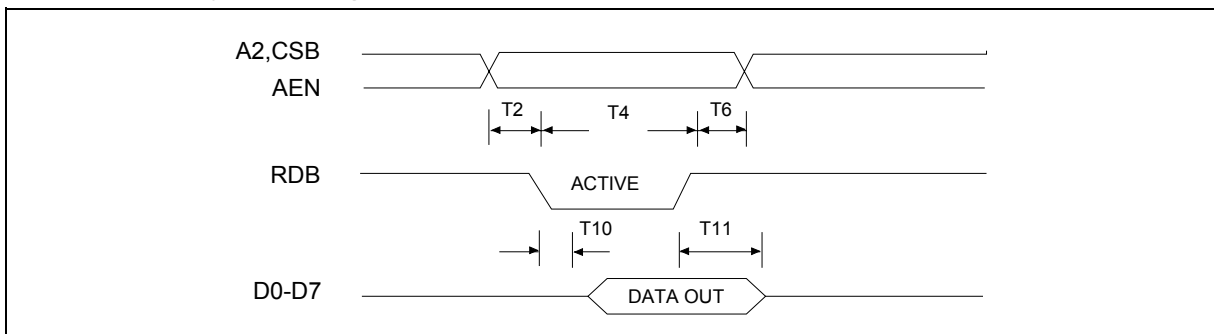 A2,CSB
AEN
T2
T4
T6
RDB
ACTIVE
T10
T11
D0-D7
DATA OUT